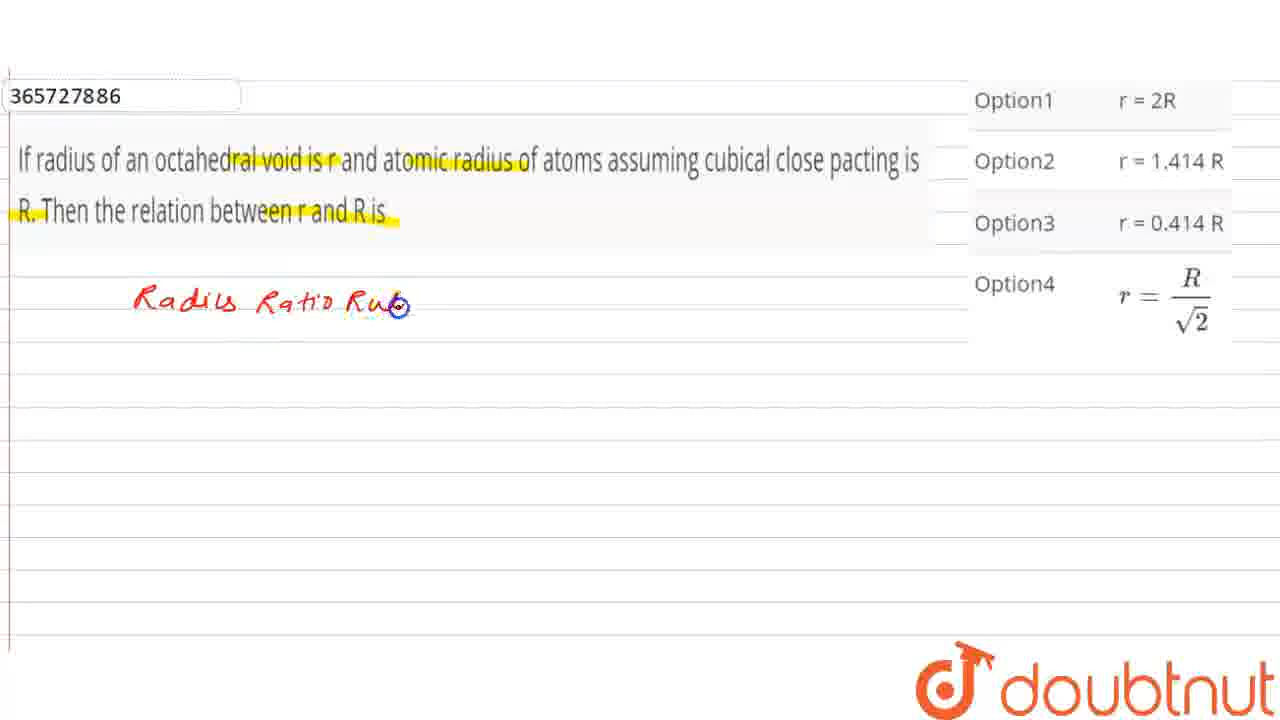 365727886
If radius of an octahedral void is r and atomic radius of atoms assuming cubical close pacting is
R. Then the relation between r and R is
Radius Ratio Rul
Option1 r = 2R
Option2 r = 1.414 R
Option3 r = 0.414 R
Option4 r = R/√2
doubtnut